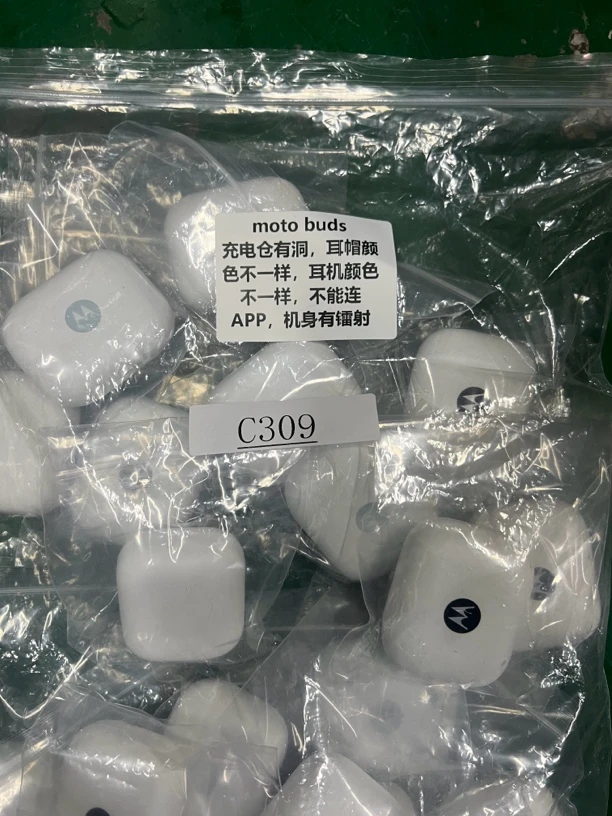 moto buds
充电仓有洞，耳帽颜
色不一样，耳机颜色
不一样，不能连
APP，机身有镭射
C309